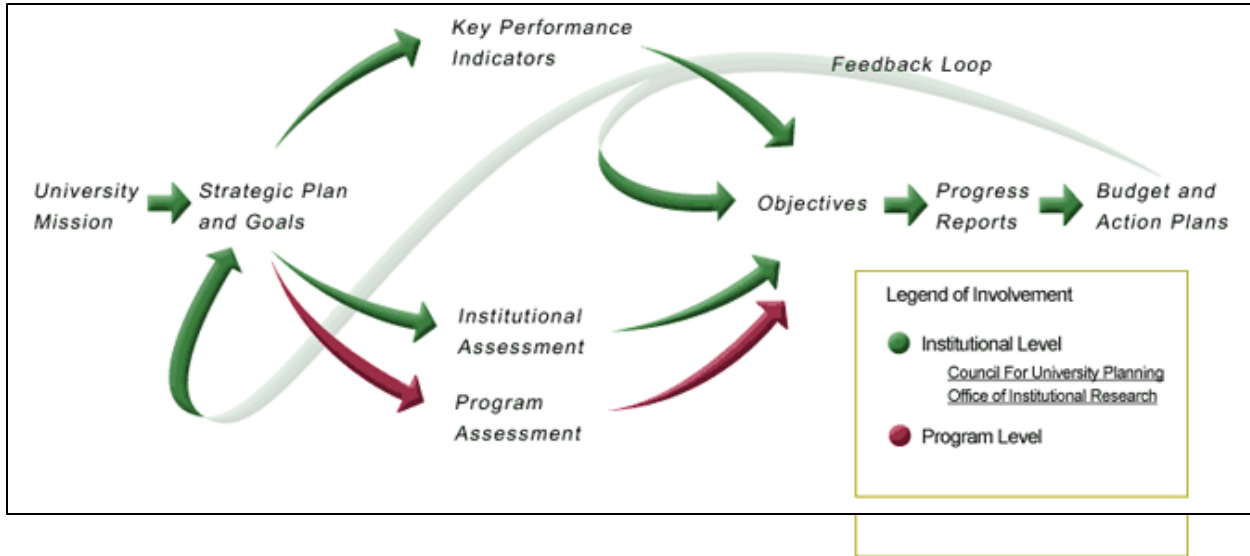 Key Performance
Indicators
Feedback Loop
University
Mission
Strategic Plan
and Goals
Objectives
Progress
Reports
Budget and
Action Plans
Institutional
Assessment
Program
Assessment
Legend of Involvement
Institutional Level
Council For University Planning
Office of Institutional Research
Program Level